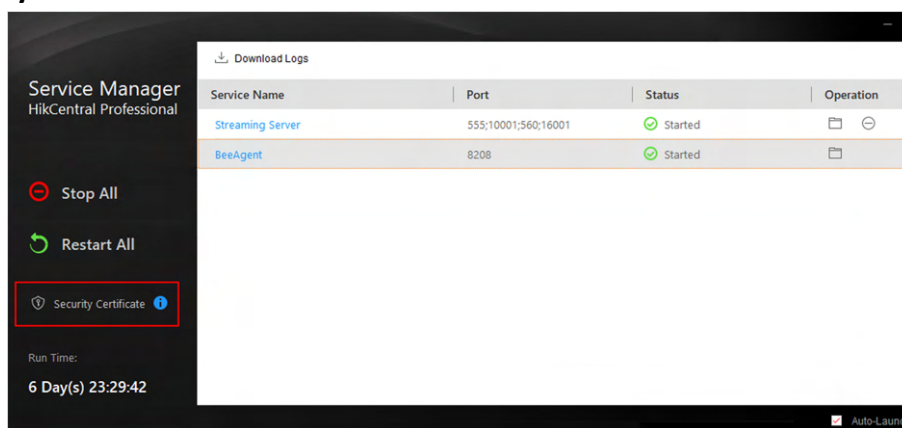 Download Logs
Service Manager
HikCentral Professional
Service Name Port Status Operation
Streaming Server 555;10001;560;16001 Started
BeeAgent 8208 Started
Stop All
Restart All
Security Certificate
Run Time:
6 Day(s) 23:29:42